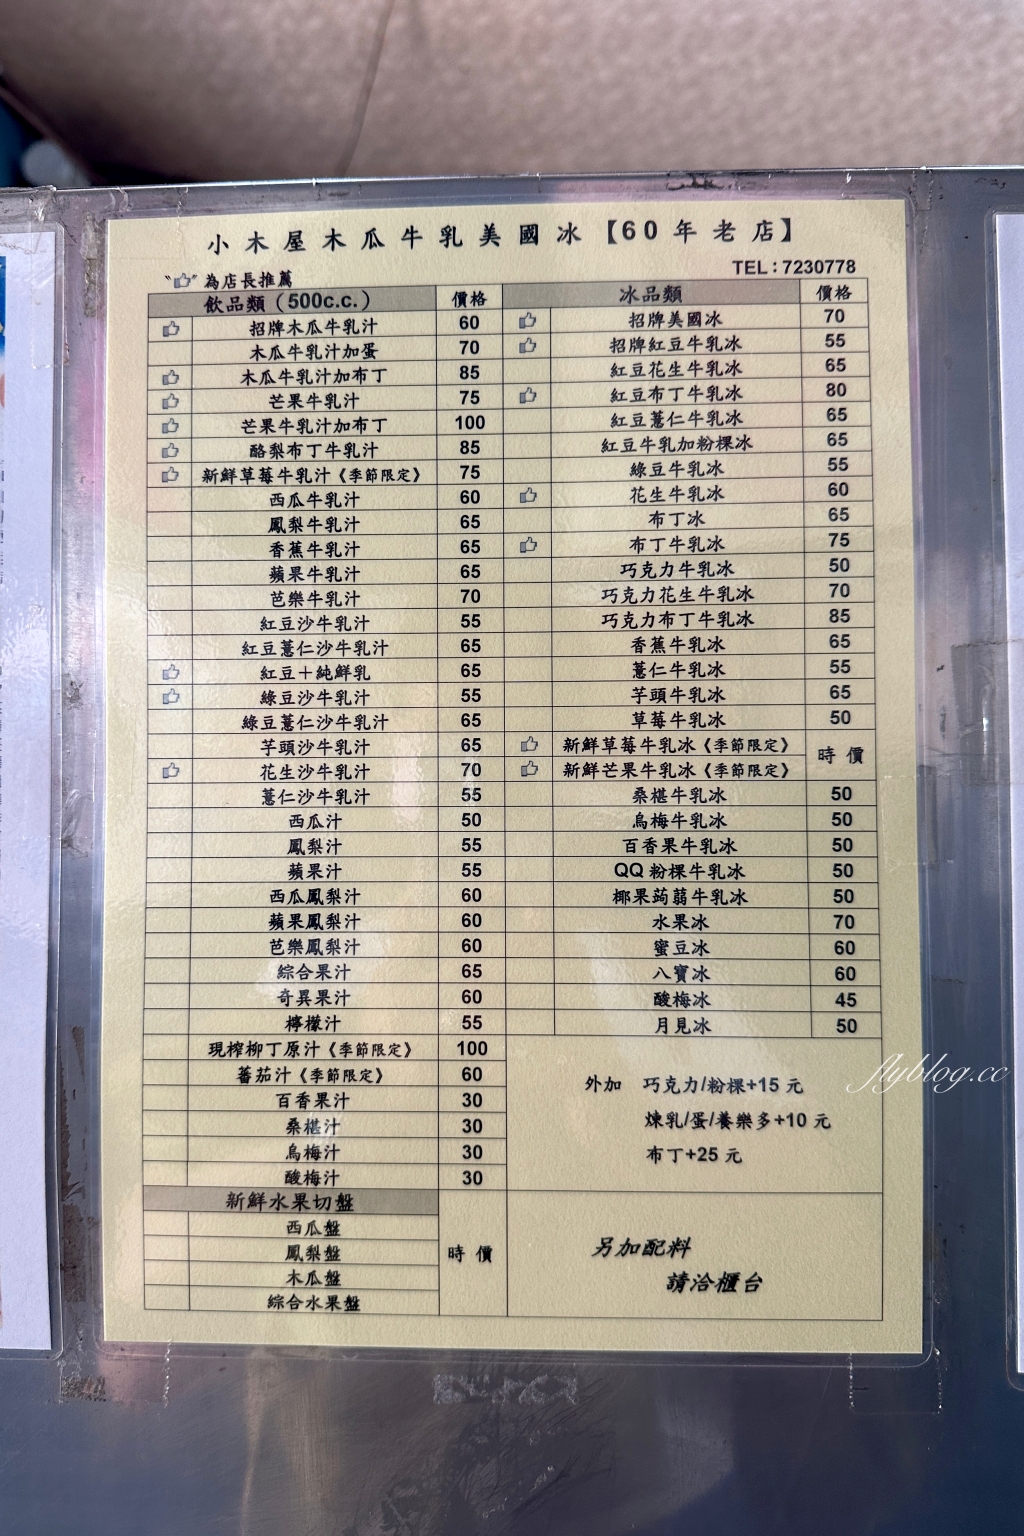 小木屋木瓜牛乳美國冰【60年老店】
TEL：7230778
"👍"為店長推薦
飲品類（500c.c.） 價格
👍 招牌木瓜牛乳汁 60
木瓜牛乳汁加蛋 70
👍 木瓜牛乳汁加布丁 85
👍 芒果牛乳汁 75
👍 芒果牛乳汁加布丁 100
👍 酪梨布丁牛乳汁 85
👍 新鮮草莓牛乳汁《季節限定》 75
西瓜牛乳汁 60
鳳梨牛乳汁 65
香蕉牛乳汁 65
蘋果牛乳汁 65
芭樂牛乳汁 70
紅豆沙牛乳汁 55
紅豆薏仁沙牛乳汁 65
👍 紅豆＋純鮮乳 65
👍 綠豆沙牛乳汁 55
綠豆薏仁沙牛乳汁 65
芋頭沙牛乳汁 65
👍 花生沙牛乳汁 70
薏仁沙牛乳汁 55
西瓜汁 50
鳳梨汁 55
蘋果汁 55
西瓜鳳梨汁 60
蘋果鳳梨汁 60
芭樂鳳梨汁 60
綜合果汁 65
奇異果汁 60
檸檬汁 55
現榨柳丁原汁《季節限定》 100
蕃茄汁《季節限定》 60
百香果汁 30
桑椹汁 30
烏梅汁 30
酸梅汁 30
新鮮水果切盤
西瓜盤
鳳梨盤
時價
木瓜盤
綜合水果盤
冰品類 價格
👍 招牌美國冰 70
👍 招牌紅豆牛乳冰 55
紅豆花生牛乳冰 65
👍 紅豆布丁牛乳冰 80
紅豆薏仁牛乳冰 65
紅豆牛乳加粉粿冰 65
綠豆牛乳冰 55
👍 花生牛乳冰 60
布丁冰 65
👍 布丁牛乳冰 75
巧克力牛乳冰 50
巧克力花生牛乳冰 70
巧克力布丁牛乳冰 85
香蕉牛乳冰 65
薏仁牛乳冰 55
芋頭牛乳冰 65
草莓牛乳冰 50
👍 新鮮草莓牛乳冰《季節限定》
時價
👍 新鮮芒果牛乳冰《季節限定》
桑椹牛乳冰 50
烏梅牛乳冰 50
百香果牛乳冰 50
QQ粉粿牛乳冰 50
椰果蒟蒻牛乳冰 50
水果冰 70
蜜豆冰 60
八寶冰 60
酸梅冰 45
月見冰 50
外加 巧克力/粉粿+15元
煉乳/蛋/養樂多+10元
布丁+25元
另加配料
請洽櫃台
flyblog.cc